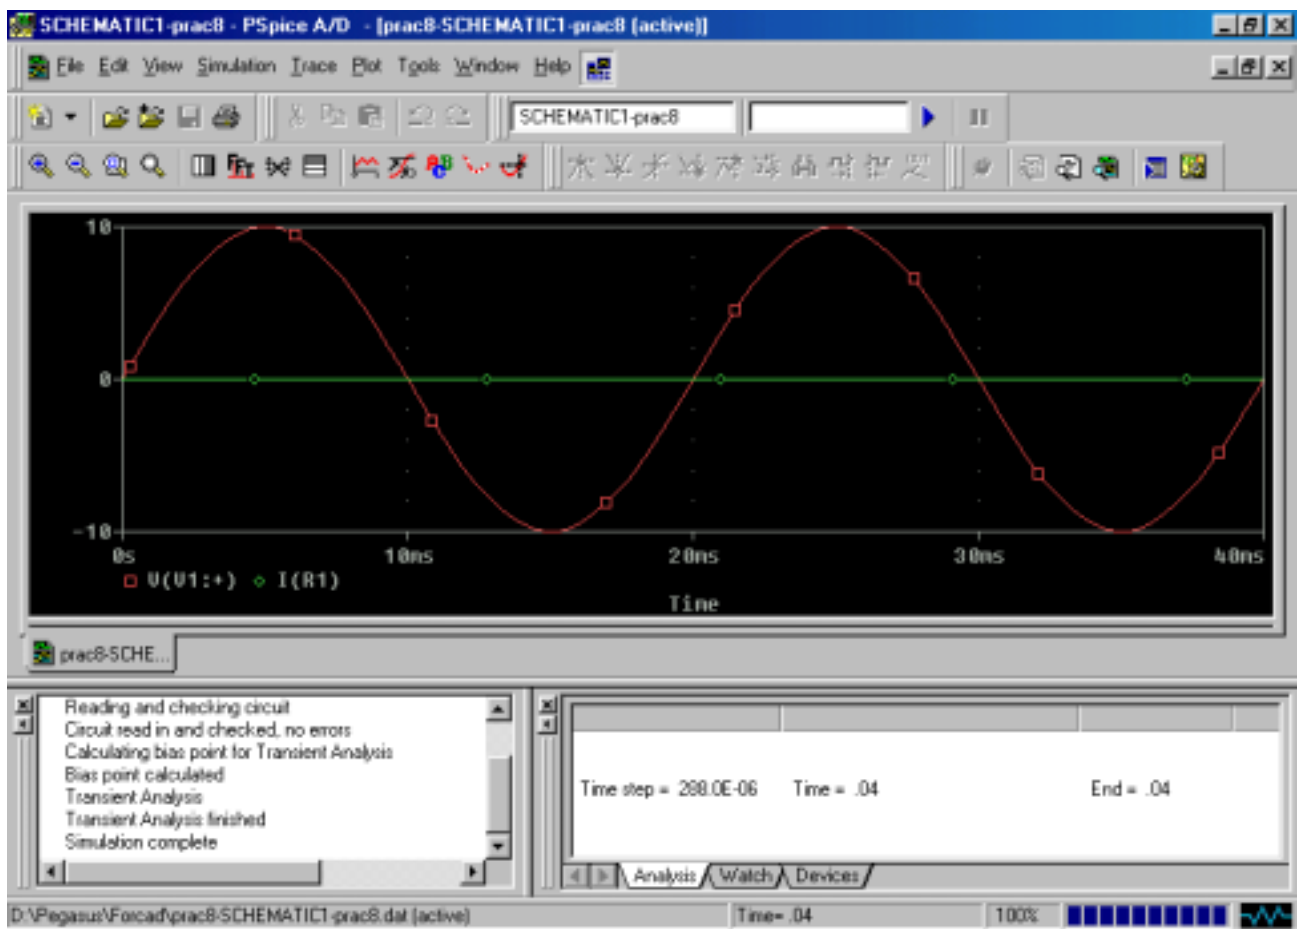 SCHEMATIC1-prac8 - PSpice A/D - [prac8-SCHEMATIC1-prac8 (active)]
File Edit View Simulation Trace Plot Tools Window Help
SCHEMATIC1-prac8
FFT
10
0
-10
0s 10ms 20ms 30ms 40ms
V(V1:+) I(R1)
Time
prac8-SCHE...
Reading and checking circuit
Circuit read in and checked, no errors
Calculating bias point for Transient Analysis
Bias point calculated
Transient Analysis
Transient Analysis finished
Simulation complete
Time step = 288.0E-06 Time = .04 End = .04
Analysis Watch Devices
D:\Pegasus\Forcad\prac8-SCHEMATIC1-prac8.dat (active) Time= .04 100%